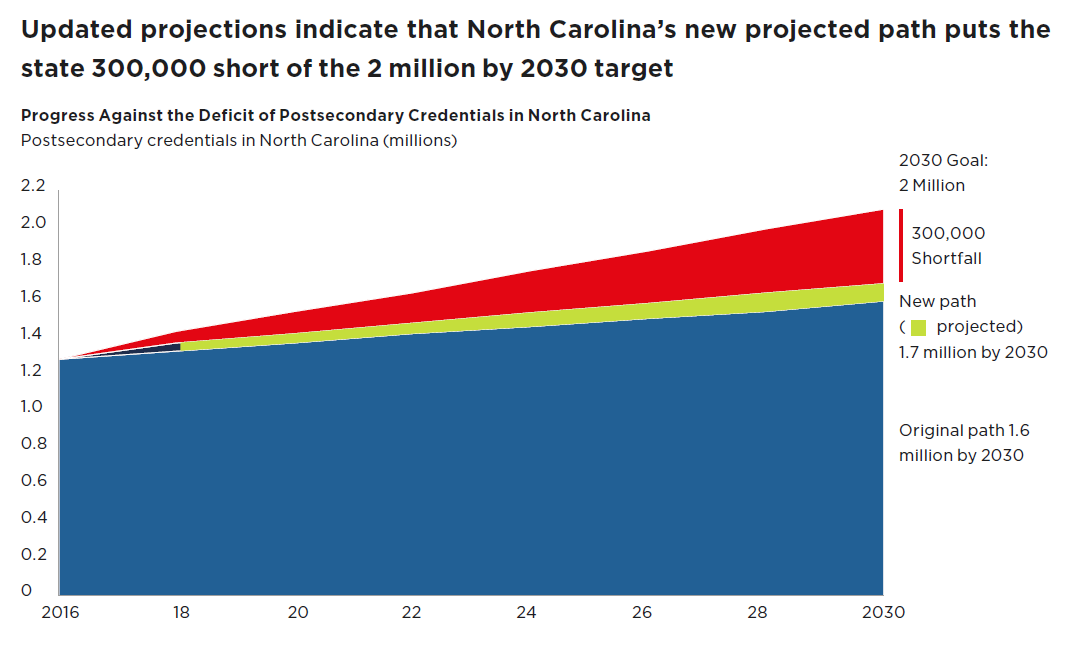 Updated projections indicate that North Carolina’s new projected path puts the
state 300,000 short of the 2 million by 2030 target
Progress Against the Deficit of Postsecondary Credentials in North Carolina
Postsecondary credentials in North Carolina (millions)
2030 Goal:
2 Million
2.2
2.0
1.8
1.6
1.4
1.2
1.0
0.8
0.6
0.4
0.2
0
300,000
Shortfall
New path
( projected)
1.7 million by 2030
Original path 1.6
million by 2030
2016 18 20 22 24 26 28 2030